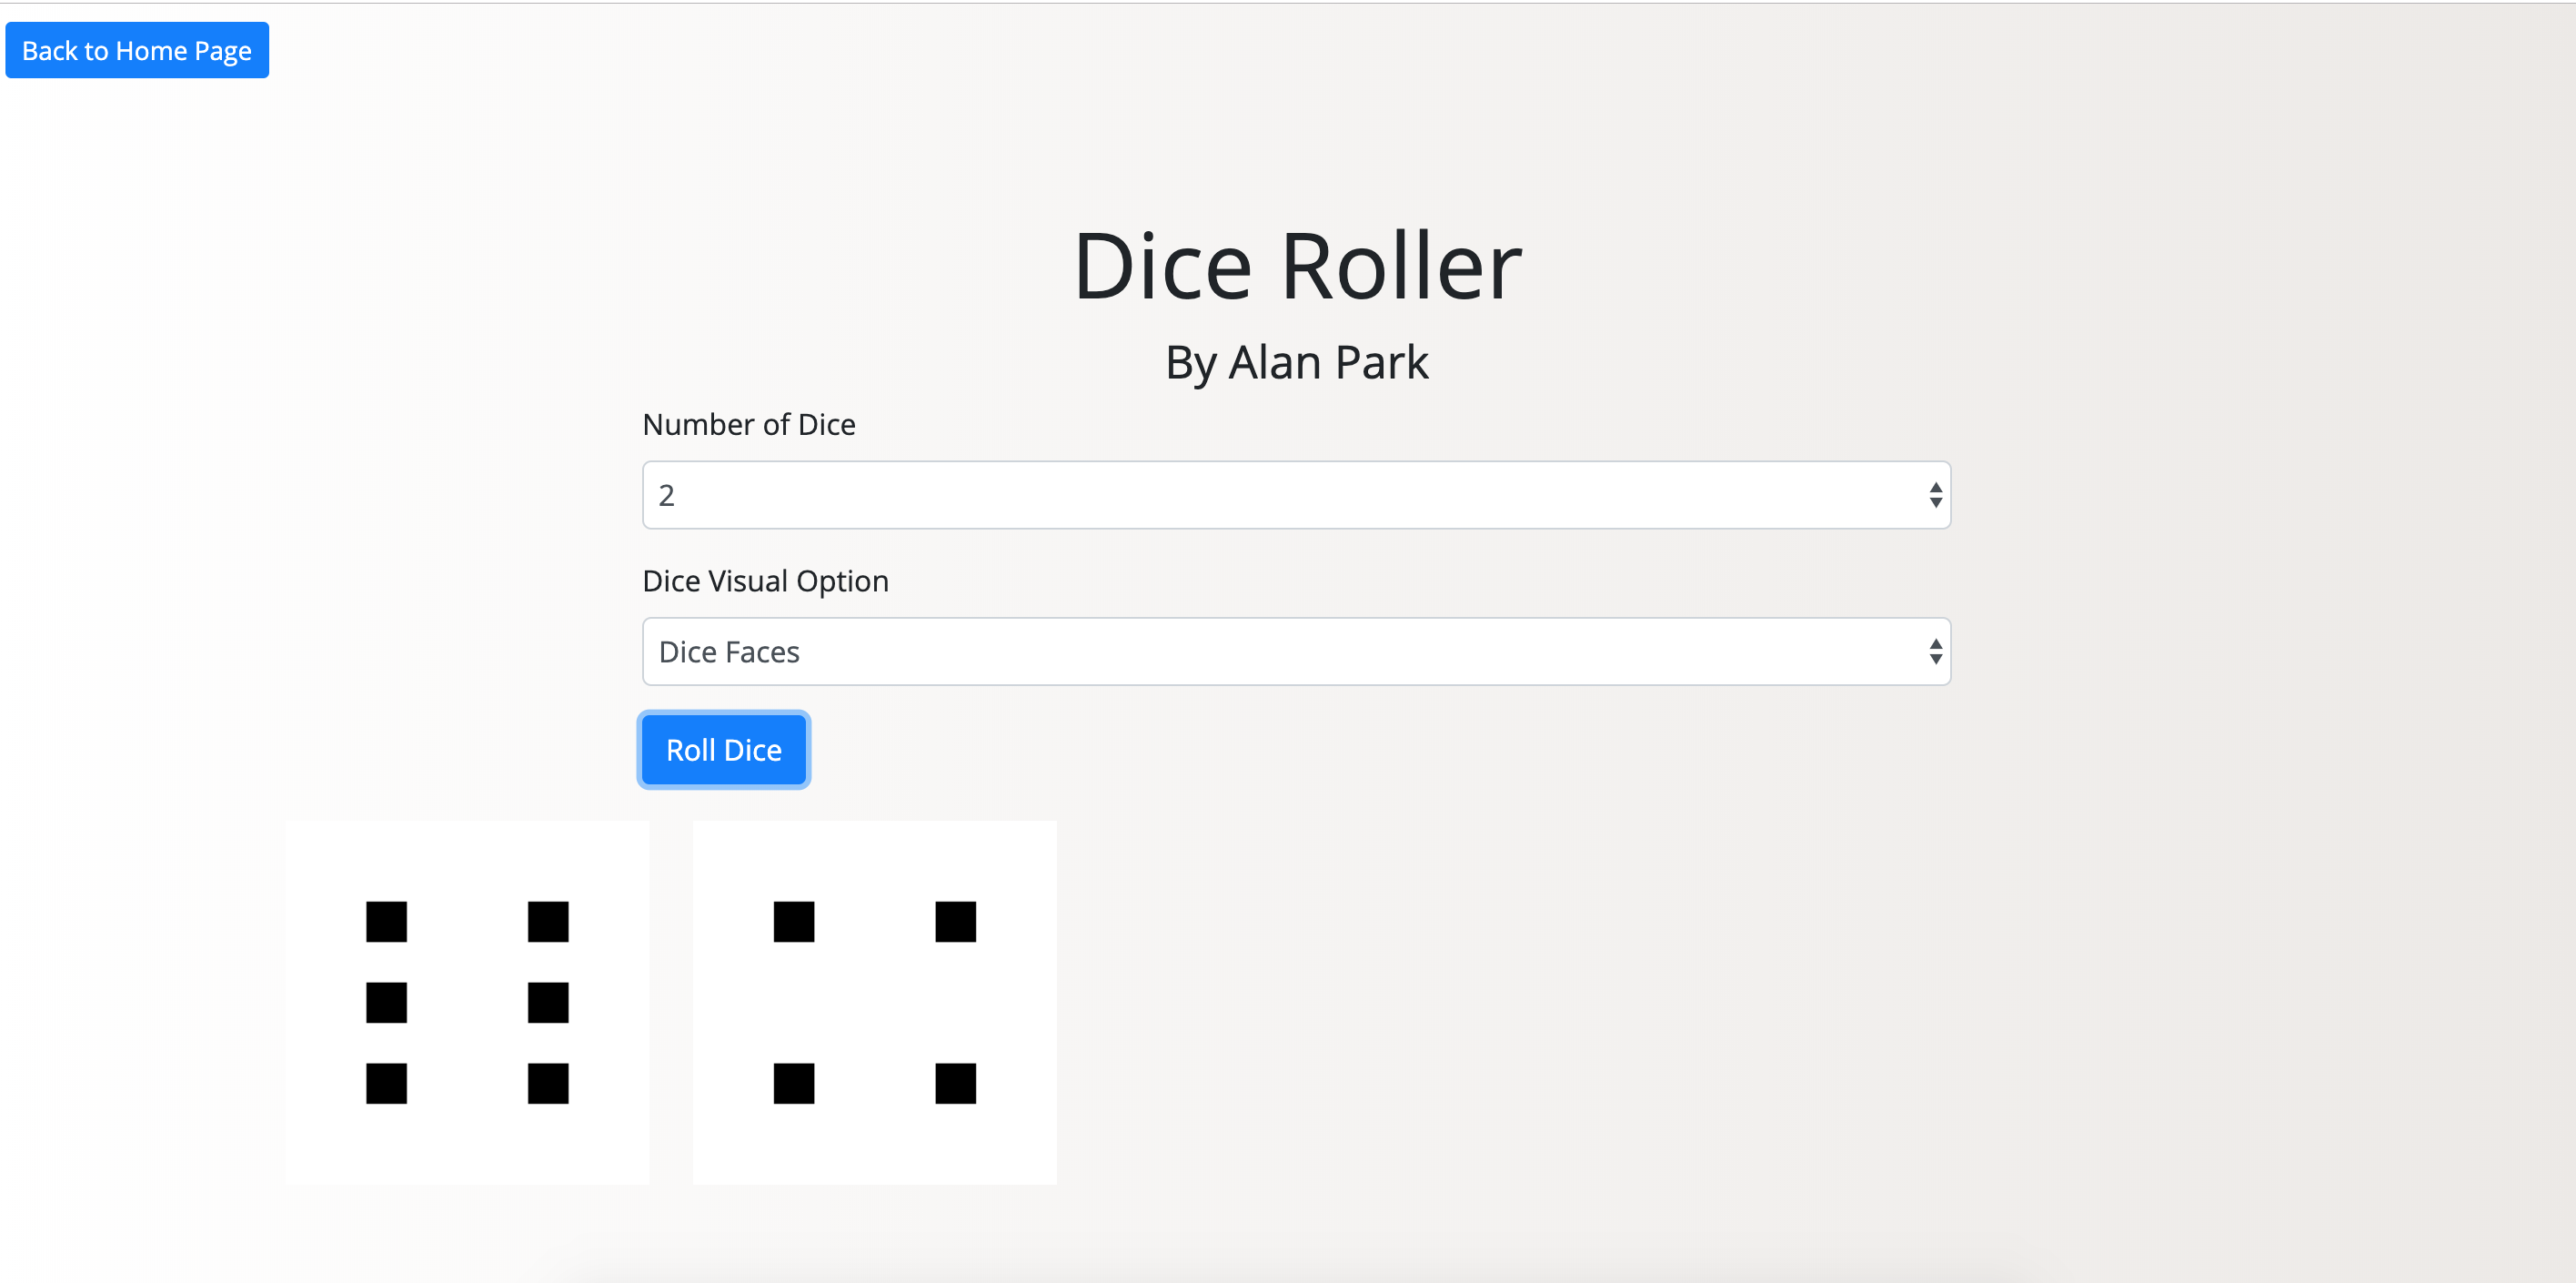 Back to Home Page
Dice Roller
By Alan Park
Number of Dice
2
Dice Visual Option
Dice Faces
Roll Dice